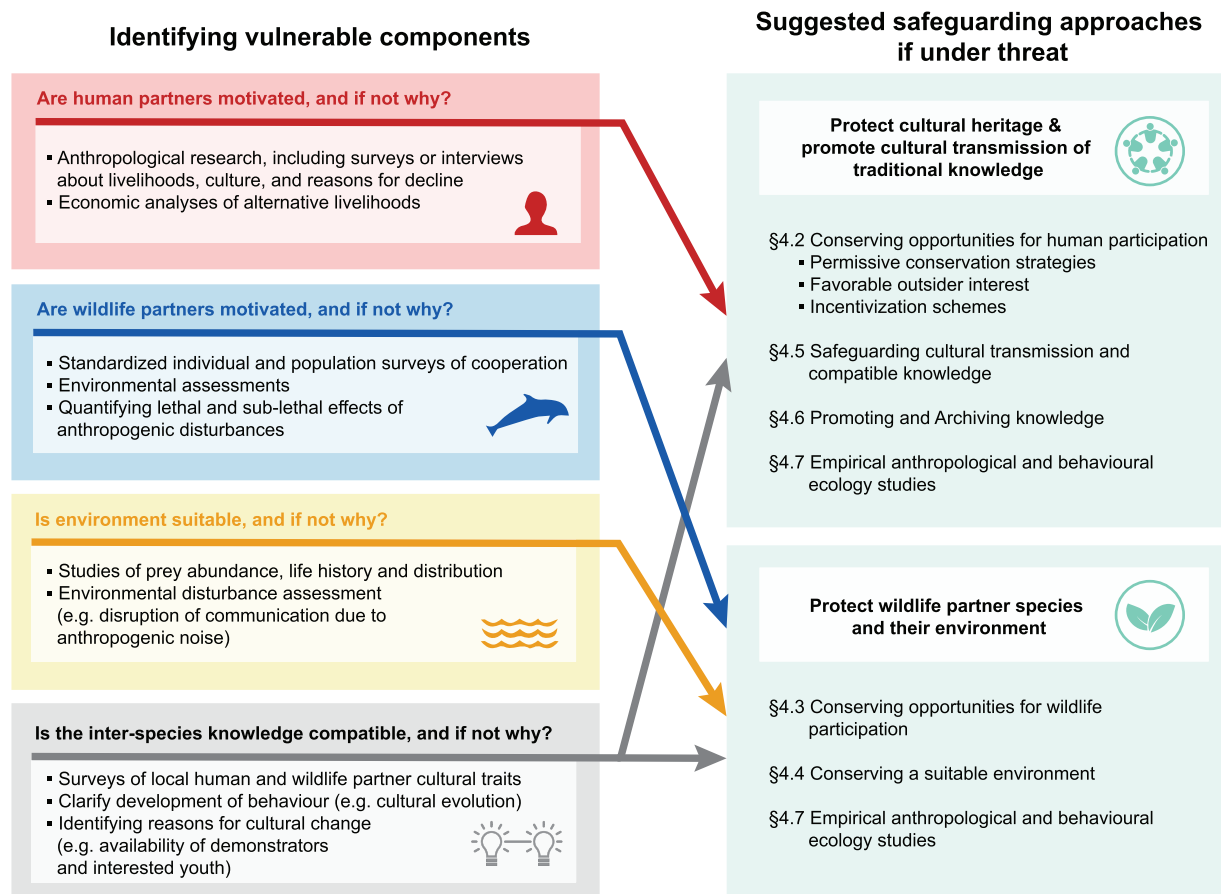 Identifying vulnerable components
Are human partners motivated, and if not why?
▪ Anthropological research, including surveys or interviews
about livelihoods, culture, and reasons for decline
▪ Economic analyses of alternative livelihoods
Are wildlife partners motivated, and if not why?
▪ Standardized individual and population surveys of cooperation
▪ Environmental assessments
▪ Quantifying lethal and sub-lethal effects of
anthropogenic disturbances
Is environment suitable, and if not why?
▪ Studies of prey abundance, life history and distribution
▪ Environmental disturbance assessment
(e.g. disruption of communication due to
anthropogenic noise)
Is the inter-species knowledge compatible, and if not why?
▪ Surveys of local human and wildlife partner cultural traits
▪ Clarify development of behaviour (e.g. cultural evolution)
▪ Identifying reasons for cultural change
(e.g. availability of demonstrators
and interested youth)
Suggested safeguarding approaches
if under threat
Protect cultural heritage &
promote cultural transmission of
traditional knowledge
§4.2 Conserving opportunities for human participation
▪ Permissive conservation strategies
▪ Favorable outsider interest
▪ Incentivization schemes
§4.5 Safeguarding cultural transmission and
compatible knowledge
§4.6 Promoting and Archiving knowledge
§4.7 Empirical anthropological and behavioural
ecology studies
Protect wildlife partner species
and their environment
§4.3 Conserving opportunities for wildlife
participation
§4.4 Conserving a suitable environment
§4.7 Empirical anthropological and behavioural
ecology studies